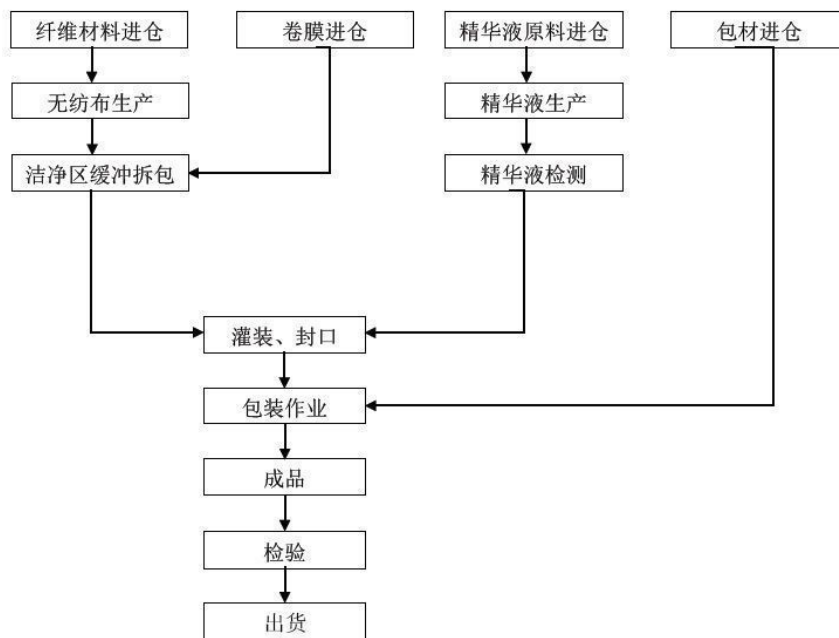 纤维材料进仓
卷膜进仓
精华液原料进仓
包材进仓
无纺布生产
精华液生产
洁净区缓冲拆包
精华液检测
灌装、封口
包装作业
成品
检验
出货